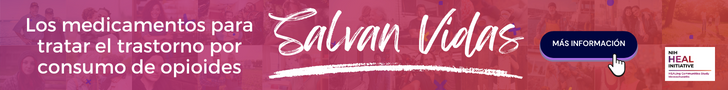 Los medicamentos para
tratar el trastorno por
consumo de opioides
Salvan Vidas
MÁS INFORMACIÓN
NIH
HEAL
INITIATIVE